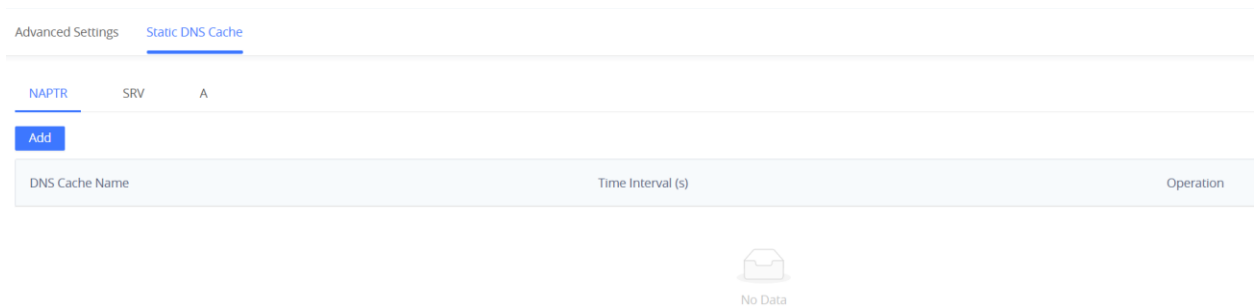 Advanced Settings Static DNS Cache
NAPTR SRV A
Add
DNS Cache Name Time Interval (s) Operation
No Data